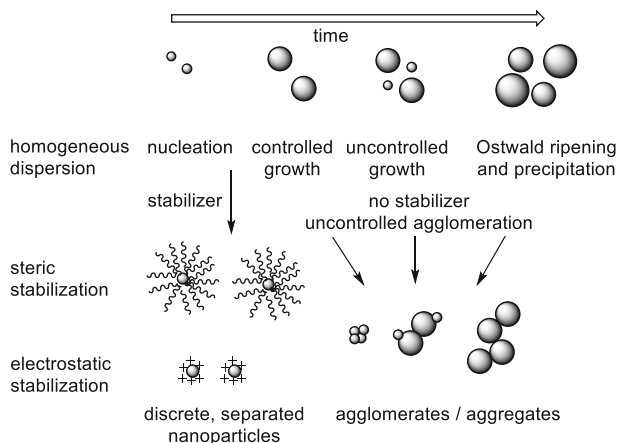 time
homogeneous
dispersion
nucleation
controlled
growth
uncontrolled
growth
Ostwald ripening
and precipitation
stabilizer
no stabilizer
uncontrolled agglomeration
steric
stabilization
electrostatic
stabilization
discrete, separated
nanoparticles
agglomerates / aggregates